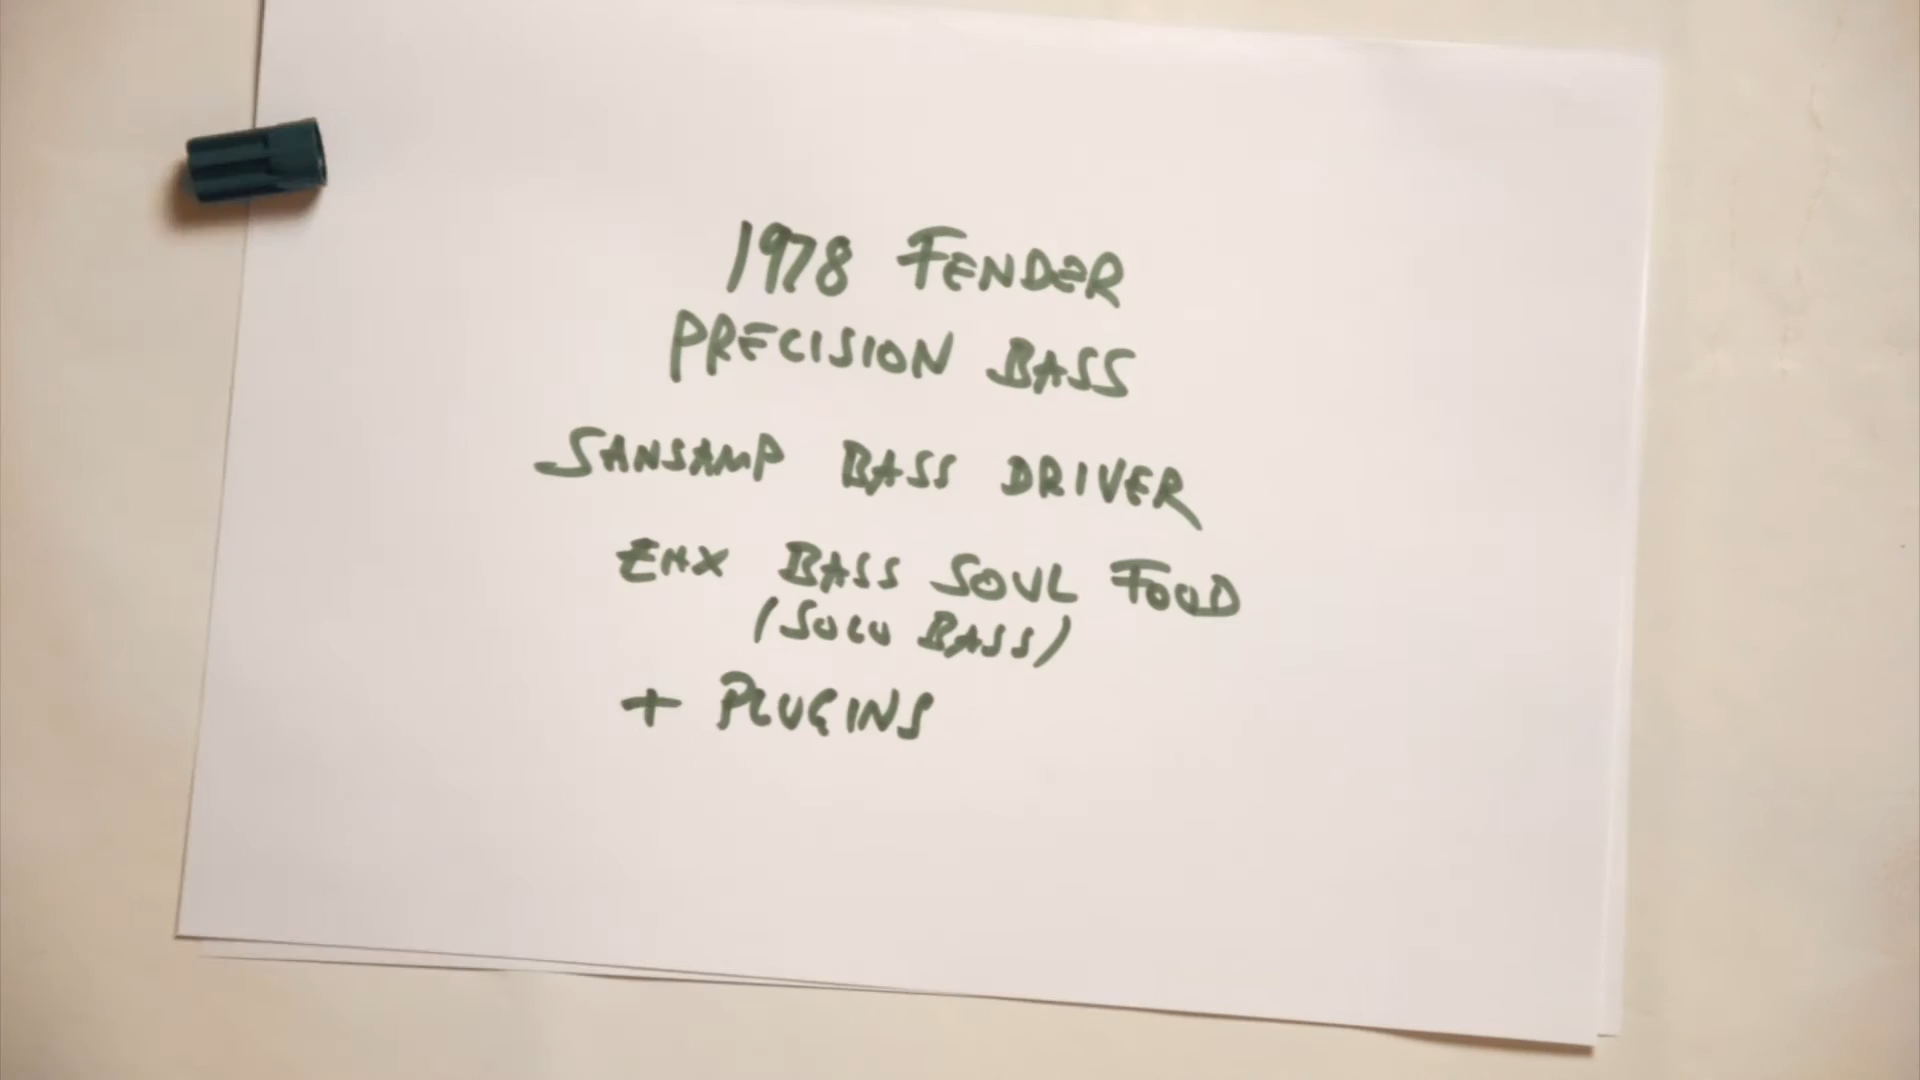 1978 FENDER
PRECISION BASS
SANSAMP BASS DRIVER
EHX BASS SOUL FOOD
(SOLO BASS)
+ PLUGINS